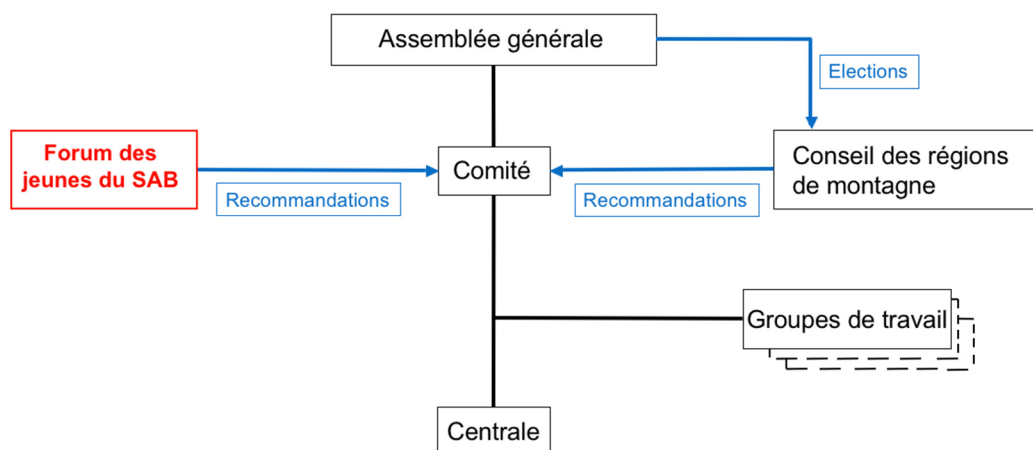 Assemblée générale
Elections
Forum des
jeunes du SAB
Comité
Conseil des régions
de montagne
Recommandations
Recommandations
Groupes de travail
Centrale